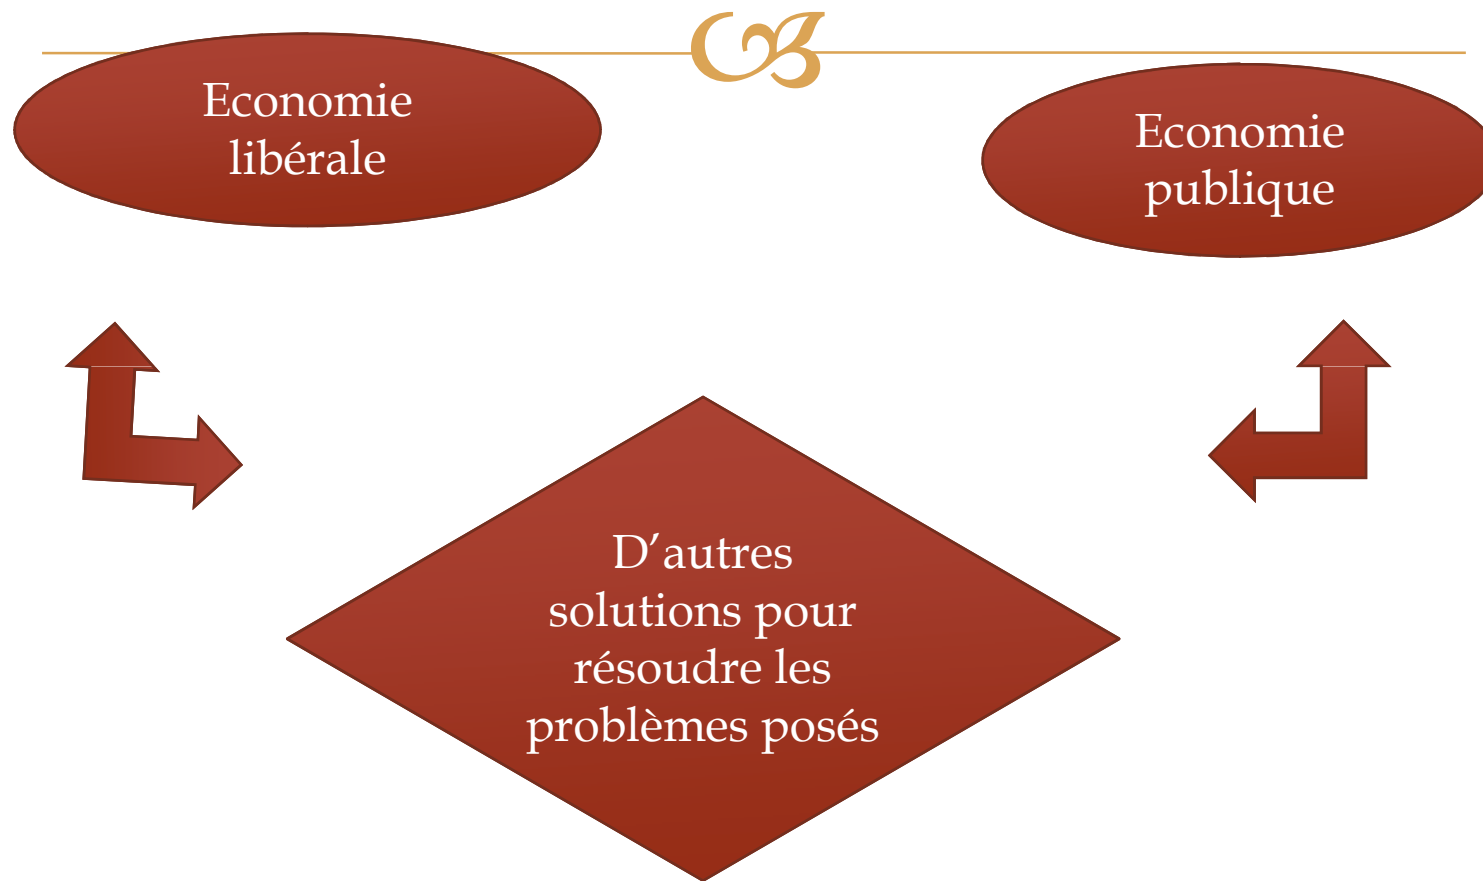 Economie
libérale
Economie
publique
D’autres
solutions pour
résoudre les
problèmes posés